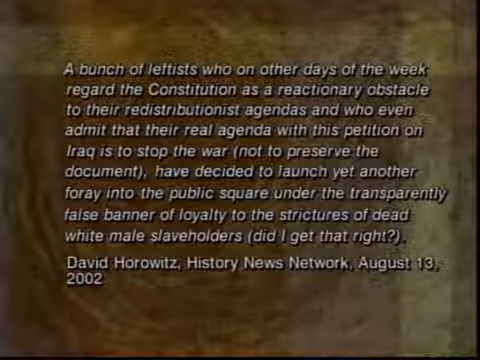 A bunch of leftists who on other days of the week
regard the Constitution as a reactionary obstacle
to their redistributionist agendas and who even
admit that their real agenda with this petition on
Iraq is to stop the war (not to preserve the
document), have decided to launch yet another
foray into the public square under the transparently
false banner of loyalty to the strictures of dead
white male slaveholders (did I get that right?).
David Horowitz, History News Network, August 13,
2002